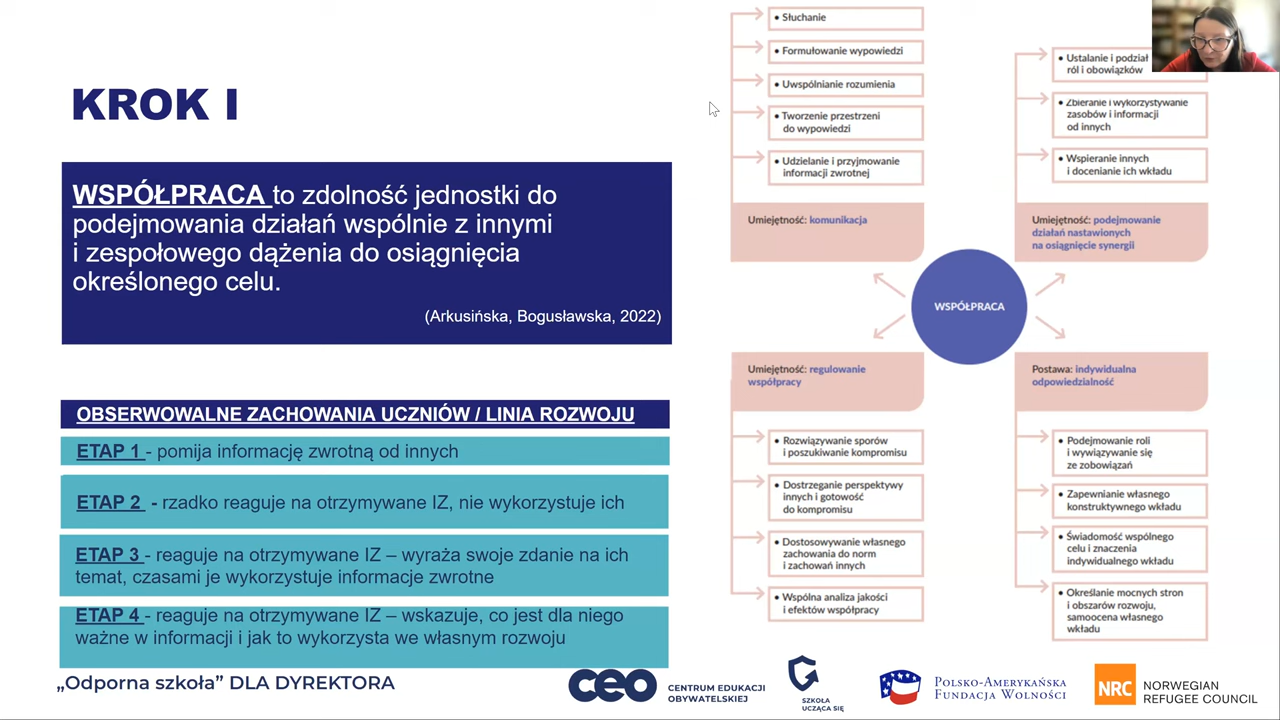 KROK I
WSPÓŁPRACA to zdolność jednostki do
podejmowania działań wspólnie z innymi
i zespołowego dążenia do osiągnięcia
określonego celu.
(Arkusińska, Bogusławska, 2022)
OBSERWOWALNE ZACHOWANIA UCZNIÓW / LINIA ROZWOJU
ETAP 1 - pomija informację zwrotną od innych
ETAP 2 - rzadko reaguje na otrzymywane IZ, nie wykorzystuje ich
ETAP 3 - reaguje na otrzymywane IZ – wyraża swoje zdanie na ich
temat, czasami je wykorzystuje informacje zwrotne
ETAP 4 - reaguje na otrzymywane IZ – wskazuje, co jest dla niego
ważne w informacji i jak to wykorzysta we własnym rozwoju
• Słuchanie
• Formułowanie wypowiedzi
• Uwspólnianie rozumienia
• Tworzenie przestrzeni
do wypowiedzi
• Udzielanie i przyjmowanie
informacji zwrotnej
Umiejętność: komunikacja
• Ustalanie i podział
ról i obowiązków
• Zbieranie i wykorzystywanie
zasobów i informacji
od innych
• Wspieranie innych
i docenianie ich wkładu
Umiejętność: podejmowanie
działań nastawionych
na osiągnięcie synergii
WSPÓŁPRACA
Umiejętność: regulowanie
współpracy
• Rozwiązywanie sporów
i poszukiwanie kompromisu
• Dostrzeganie perspektywy
innych i gotowość
do kompromisu
• Dostosowywanie własnego
zachowania do norm
i zachowań innych
• Wspólna analiza jakości
i efektów współpracy
Postawa: indywidualna
odpowiedzialność
• Podejmowanie roli
i wywiązywanie się
ze zobowiązań
• Zapewnianie własnego
konstruktywnego wkładu
• Świadomość wspólnego
celu i znaczenia
indywidualnego wkładu
• Określanie mocnych stron
i obszarów rozwoju,
samoocena własnego
wkładu
„Odporna szkoła” DLA DYREKTORA
ceo
CENTRUM EDUKACJI
OBYWATELSKIEJ
SZKOŁA
UCZĄCA SIĘ
POLSKO-AMERYKAŃSKA
FUNDACJA WOLNOŚCI
NRC
NORWEGIAN
REFUGEE COUNCIL